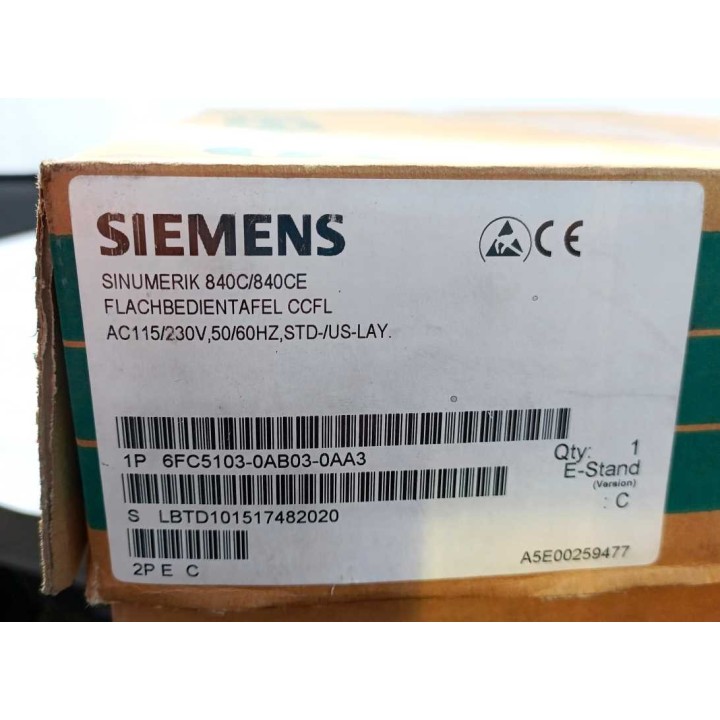 SIEMENS
CE
SINUMERIK 840C/840CE
FLACHBEDIENTAFEL CCFL
AC115/230V,50/60HZ,STD-/US-LAY.
1P 6FC5103-0AB03-0AA3
Qty: 1
E-Stand
(Version)
: C
S LBTD101517482020
2P E C
A5E00259477